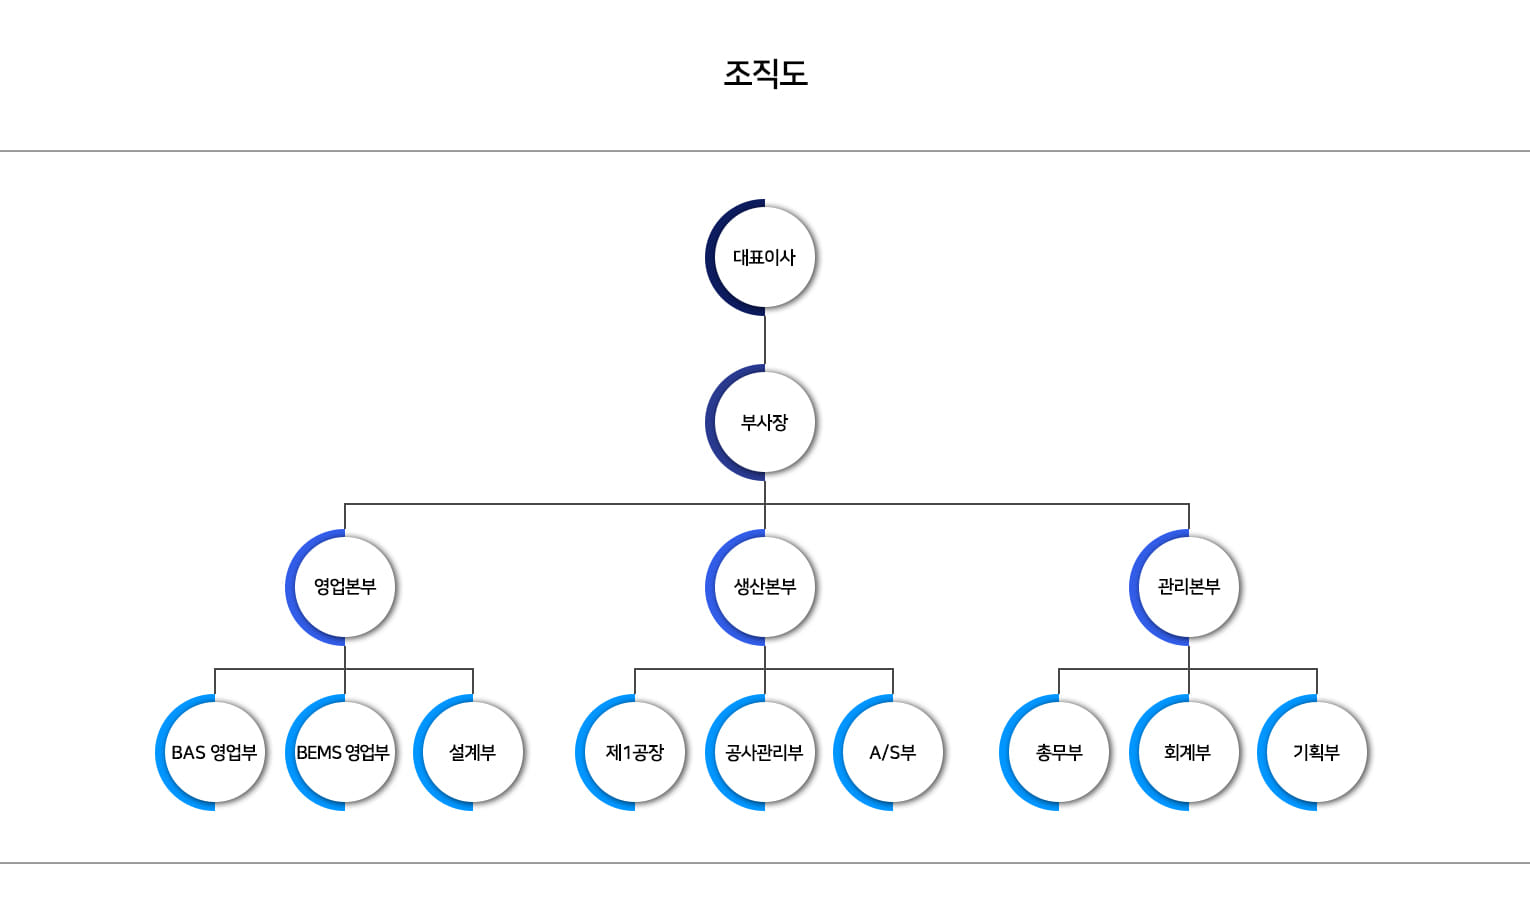 조직도
대표이사
부사장
영업본부
생산본부
관리본부
BAS 영업부
BEMS 영업부
설계부
제1공장
공사관리부
A/S부
총무부
회계부
기획부